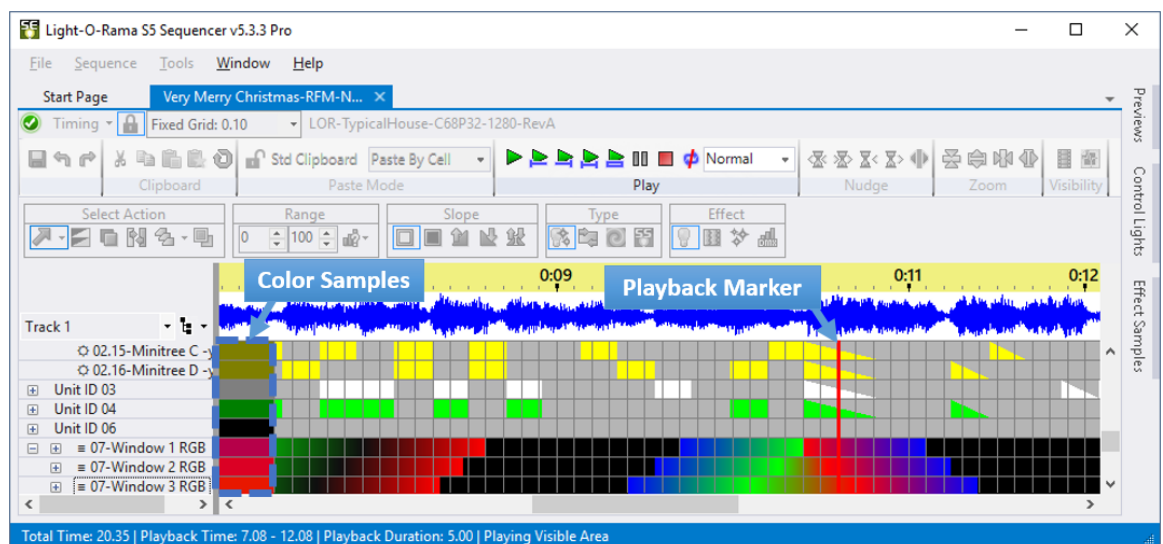 Light-O-Rama S5 Sequencer v5.3.3 Pro
File Sequence Tools Window Help
Start Page Very Merry Christmas-RFM-N...
Timing Fixed Grid: 0.10 LOR-TypicalHouse-C68P32-1280-RevA
Std Clipboard Paste By Cell Normal
Clipboard Paste Mode Play Nudge Zoom Visibility
Select Action Range Slope Type Effect
0 100
0:09 0:11 0:12
Color Samples Playback Marker
Track 1
02.15-Minitree C -y
02.16-Minitree D -y
Unit ID 03
Unit ID 04
Unit ID 06
07-Window 1 RGB
07-Window 2 RGB
07-Window 3 RGB
Total Time: 20.35 | Playback Time: 7.08 - 12.08 | Playback Duration: 5.00 | Playing Visible Area
Previews
Control Lights
Effect Samples